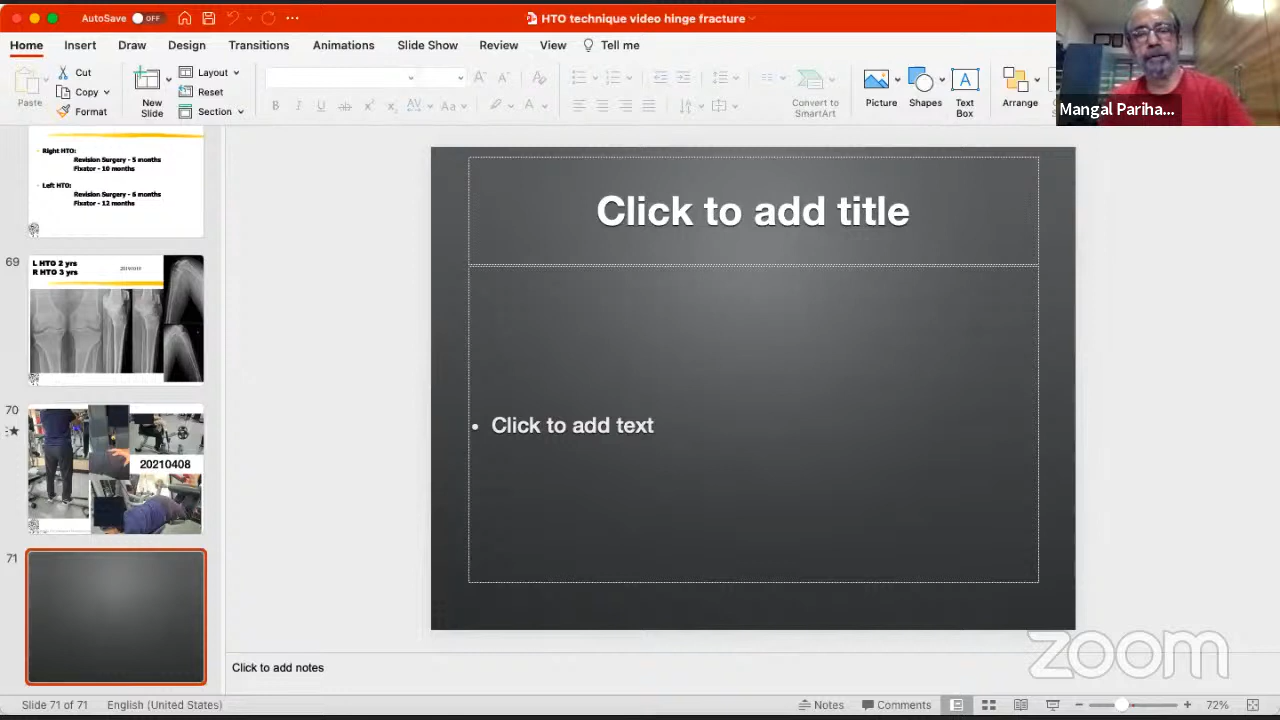 AutoSave
OFF
HTO technique video hinge fracture
Home
Insert
Draw
Design
Transitions
Animations
Slide Show
Review
View
Tell me
Paste
Cut
Copy
Format
New
Slide
Layout
Reset
Section
Convert to
SmartArt
Picture
Shapes
Text
Box
Arrange
Mangal Pariha...
Right HTO:
Revision Surgery - 5 months
Fixator - 10 months
Left HTO:
Revision Surgery - 6 months
Fixator - 12 months
69
L HTO 2 yrs
R HTO 3 yrs
70
20210408
71
Click to add title
• Click to add text
zoom
Click to add notes
Slide 71 of 71
English (United States)
Notes
Comments
72%